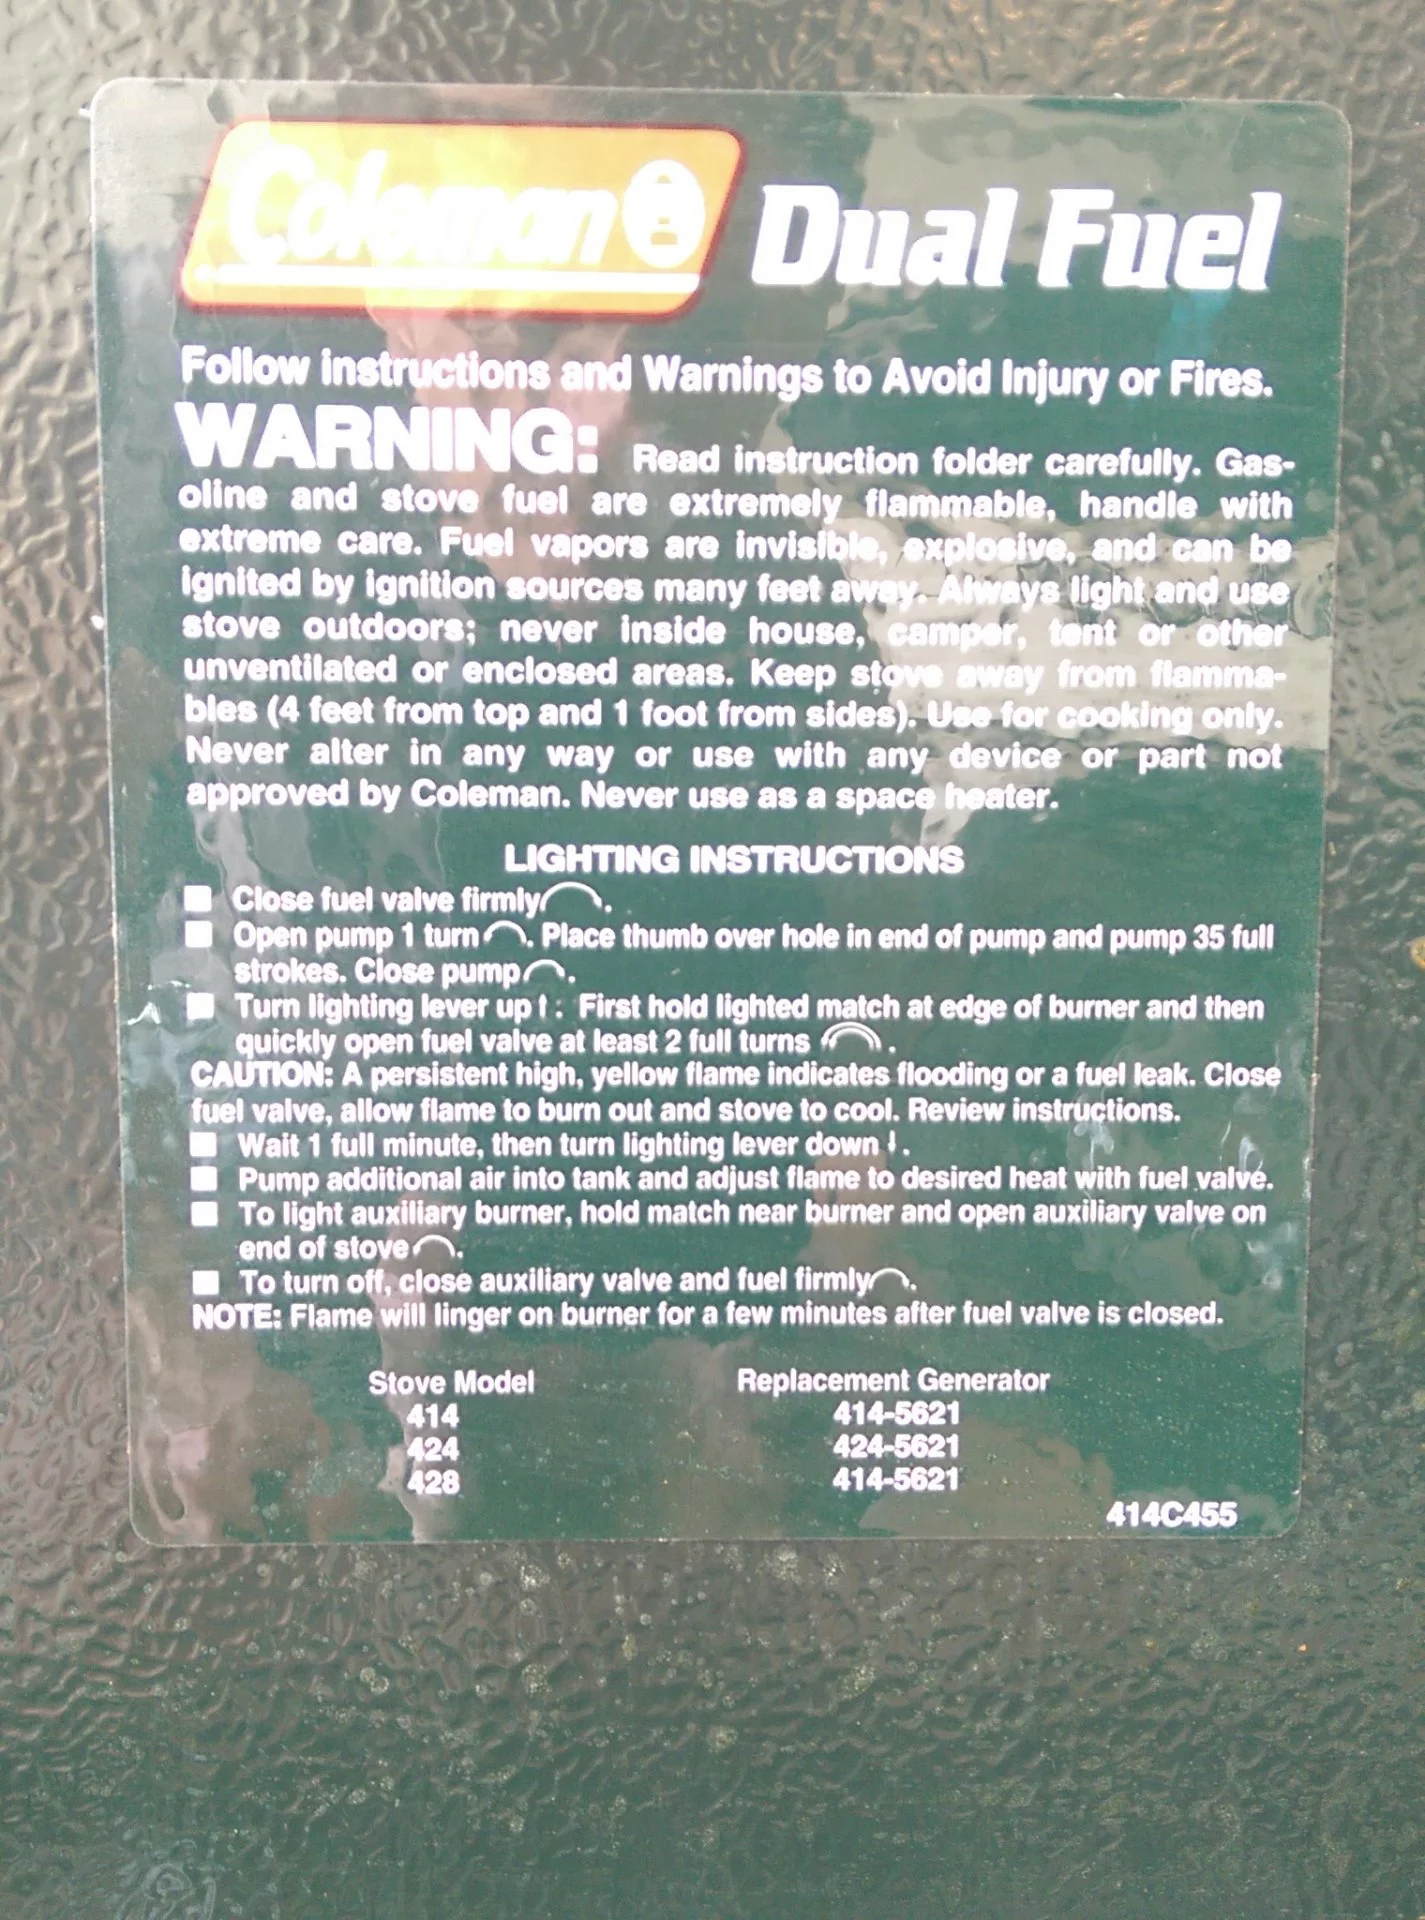 Coleman Dual Fuel
Follow instructions and Warnings to Avoid Injury or Fires.
WARNING: Read instruction folder carefully. Gas-
oline and stove fuel are extremely flammable, handle with
extreme care. Fuel vapors are invisible, explosive, and can be
ignited by ignition sources many feet away. Always light and use
stove outdoors; never inside house, camper, tent or other
unventilated or enclosed areas. Keep stove away from flamma-
bles (4 feet from top and 1 foot from sides). Use for cooking only.
Never alter in any way or use with any device or part not
approved by Coleman. Never use as a space heater.
LIGHTING INSTRUCTIONS
■ Close fuel valve firmly.
■ Open pump 1 turn. Place thumb over hole in end of pump and pump 35 full
strokes. Close pump.
■ Turn lighting lever up↑: First hold lighted match at edge of burner and then
quickly open fuel valve at least 2 full turns.
CAUTION: A persistent high, yellow flame indicates flooding or a fuel leak. Close
fuel valve, allow flame to burn out and stove to cool. Review instructions.
■ Wait 1 full minute, then turn lighting lever down↓.
■ Pump additional air into tank and adjust flame to desired heat with fuel valve.
■ To light auxiliary burner, hold match near burner and open auxiliary valve on
end of stove.
■ To turn off, close auxiliary valve and fuel firmly.
NOTE: Flame will linger on burner for a few minutes after fuel valve is closed.
Stove Model Replacement Generator
414 414-5621
424 424-5621
428 414-5621
414C455